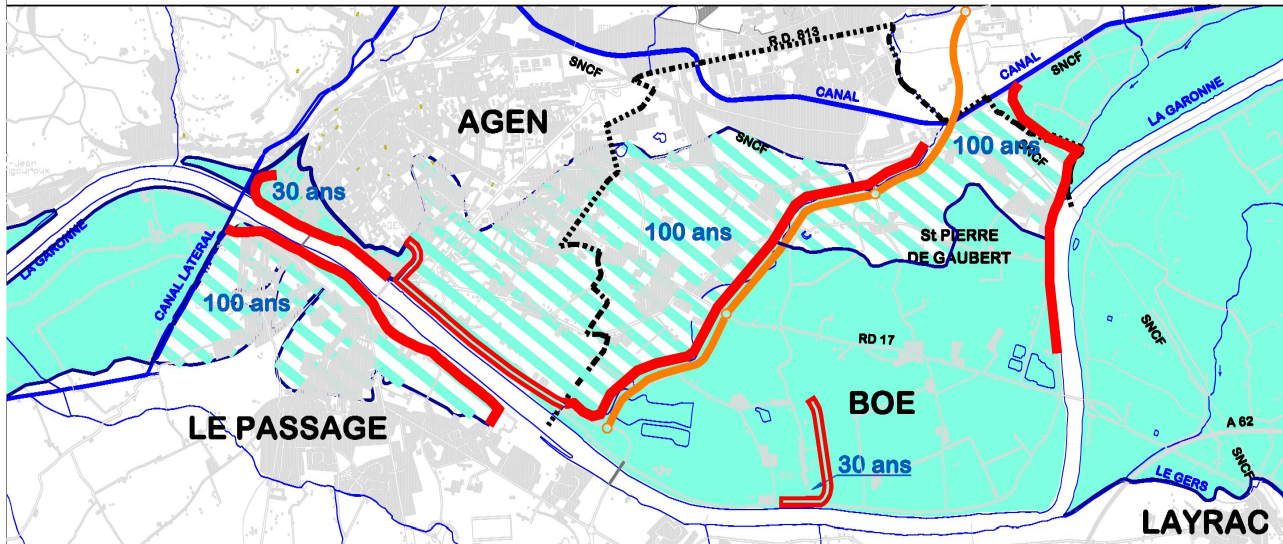 R.D. 813
SNCF
CANAL
CANAL
SNCF
LA GARONNE
AGEN
SNCF
100 ans
SNCF
30 ans
100 ans
St PIERRE
DE GAUBERT
LA GARONNE
CANAL LATERAL
100 ans
RD 17
SNCF
BOE
LE PASSAGE
A 62
30 ans
SNCF
LE GERS
LAYRAC